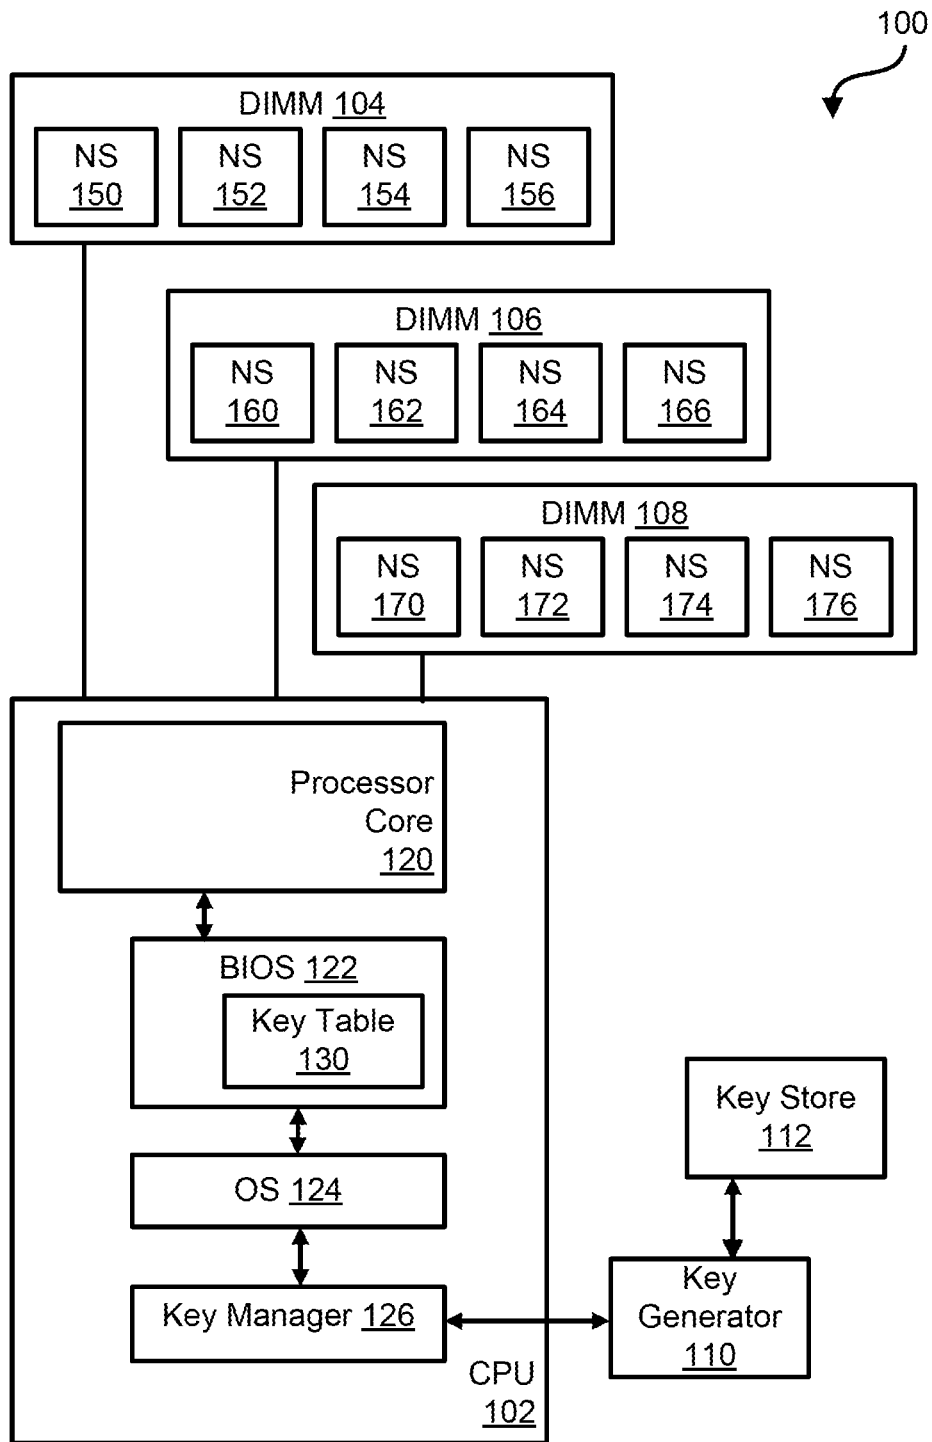 100
DIMM 104
NS NS NS NS
150 152 154 156
DIMM 106
NS NS NS NS
160 162 164 166
DIMM 108
NS NS NS NS
170 172 174 176
Processor
Core
120
BIOS 122
Key Table
130
OS 124
Key Manager 126
CPU
102
Key Store
112
Key
Generator
110